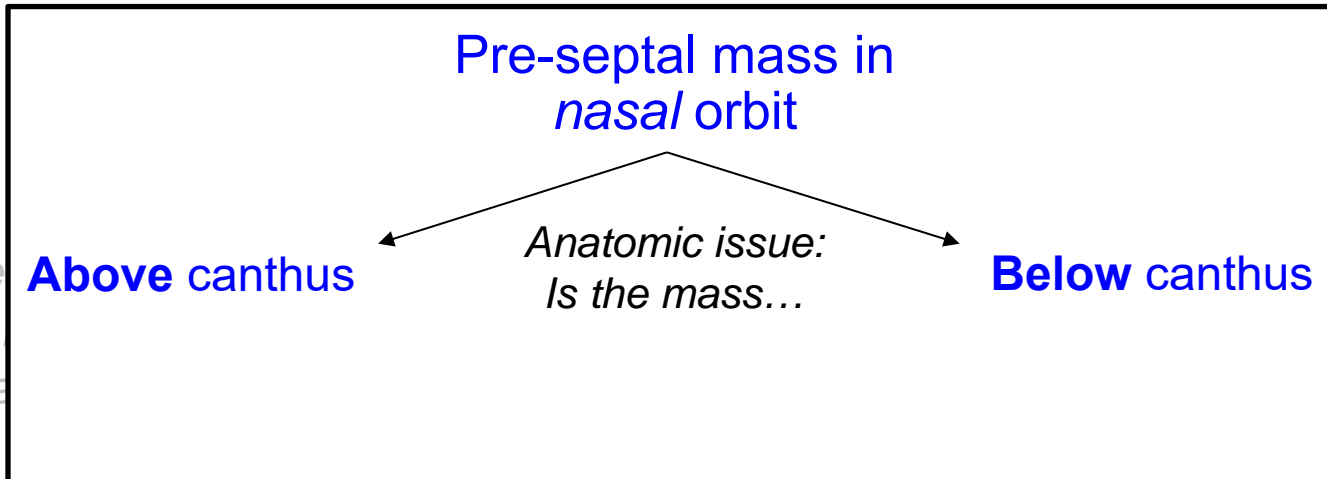 Pre-septal mass in
nasal orbit
Anatomic issue:
Above canthus
Is the mass…
Below canthus